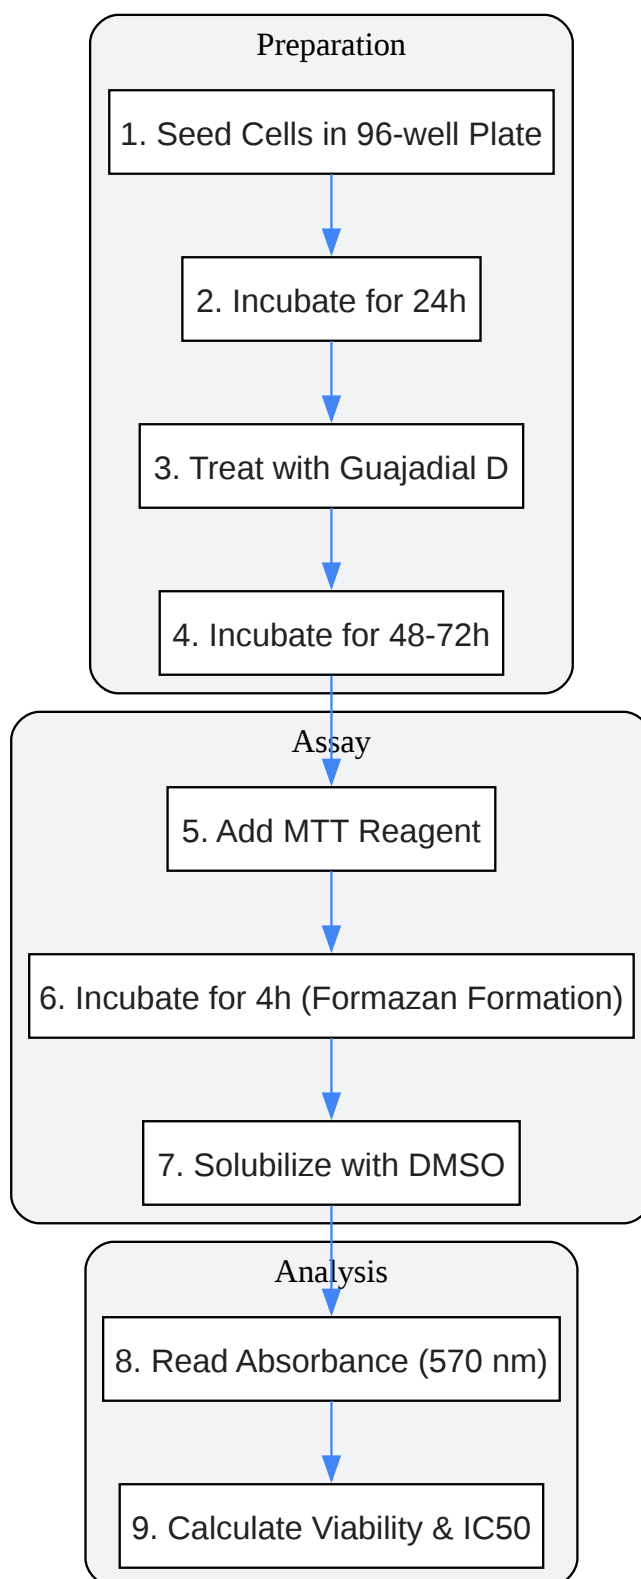 Preparation
1. Seed Cells in 96-well Plate
2. Incubate for 24h
3. Treat with Guajadial D
4. Incubate for 48-72h
Assay
5. Add MTT Reagent
6. Incubate for 4h (Formazan Formation)
7. Solubilize with DMSO
Analysis
8. Read Absorbance (570 nm)
9. Calculate Viability & IC50